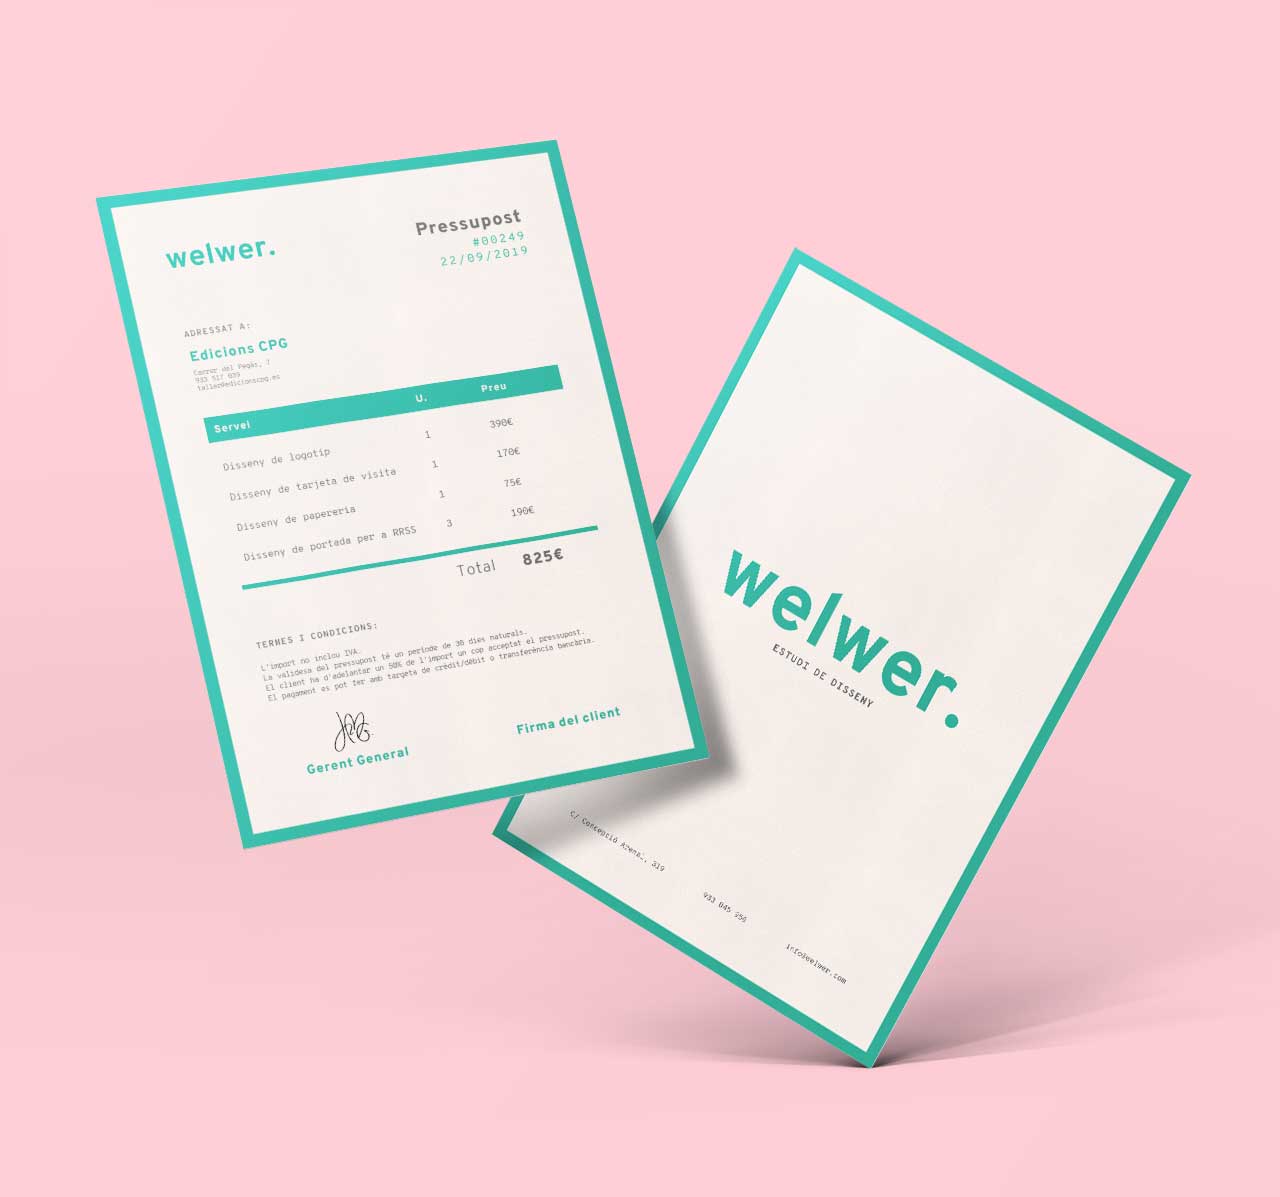 welwer.
Pressupost
#00249
22/09/2019
ADRESSAT A:
Edicions CPG
Carrer del Pegàs, 7
933 517 039
taller@edicionscpg.es
Servei U. Preu
Disseny de logotip 1 390€
Disseny de tarjeta de visita 1 170€
Disseny de papereria 1 75€
Disseny de portada per a RRSS 3 190€
Total 825€
TERMES I CONDICIONS:
L'import no inclou IVA.
La validesa del pressupost té un període de 30 dies naturals.
El client ha d'adelantar un 50% de l'import un cop acceptat el pressupost.
El pagament es pot fer amb targeta de crèdit/dèbit o transferència bancària.
Gerent General
Firma del client
welwer.
ESTUDI DE DISSENY
C/ Concepció Arenal, 319
933 045 956
info@welwer.com